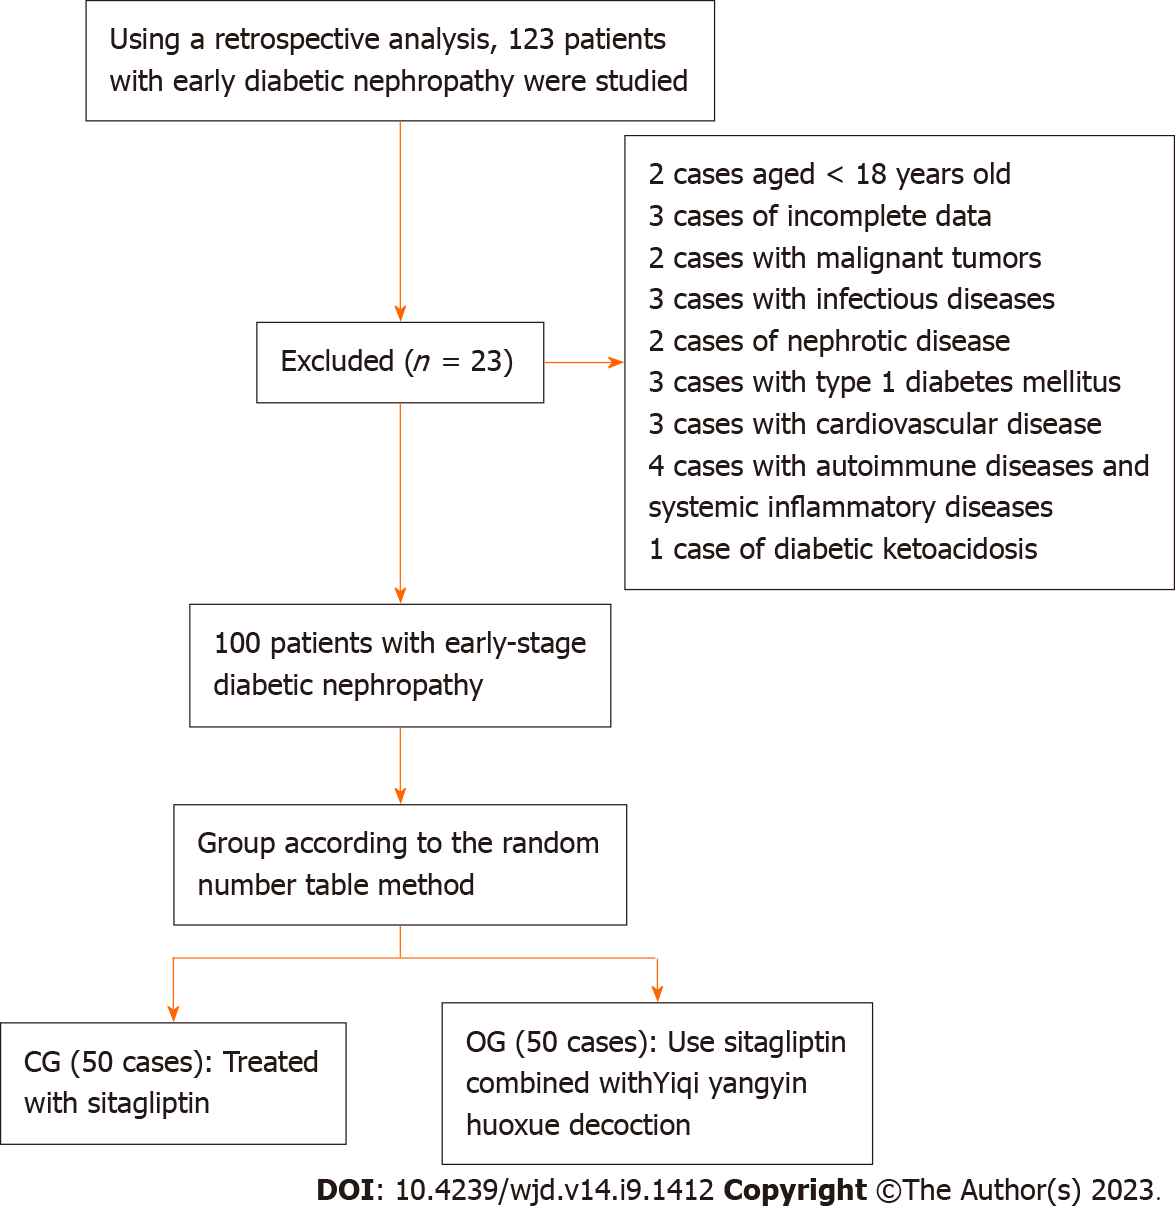 Using a retrospective analysis, 123 patients
with early diabetic nephropathy were studied
2 cases aged < 18 years old
3 cases of incomplete data
2 cases with malignant tumors
3 cases with infectious diseases
2 cases of nephrotic disease
3 cases with type 1 diabetes mellitus
3 cases with cardiovascular disease
4 cases with autoimmune diseases and
systemic inflammatory diseases
1 case of diabetic ketoacidosis
Excluded (n = 23)
100 patients with early-stage
diabetic nephropathy
Group according to the random
number table method
CG (50 cases): Treated
with sitagliptin
OG (50 cases): Use sitagliptin
combined withYiqi yangyin
huoxue decoction
DOI: 10.4239/wjd.v14.i9.1412 Copyright ©The Author(s) 2023.